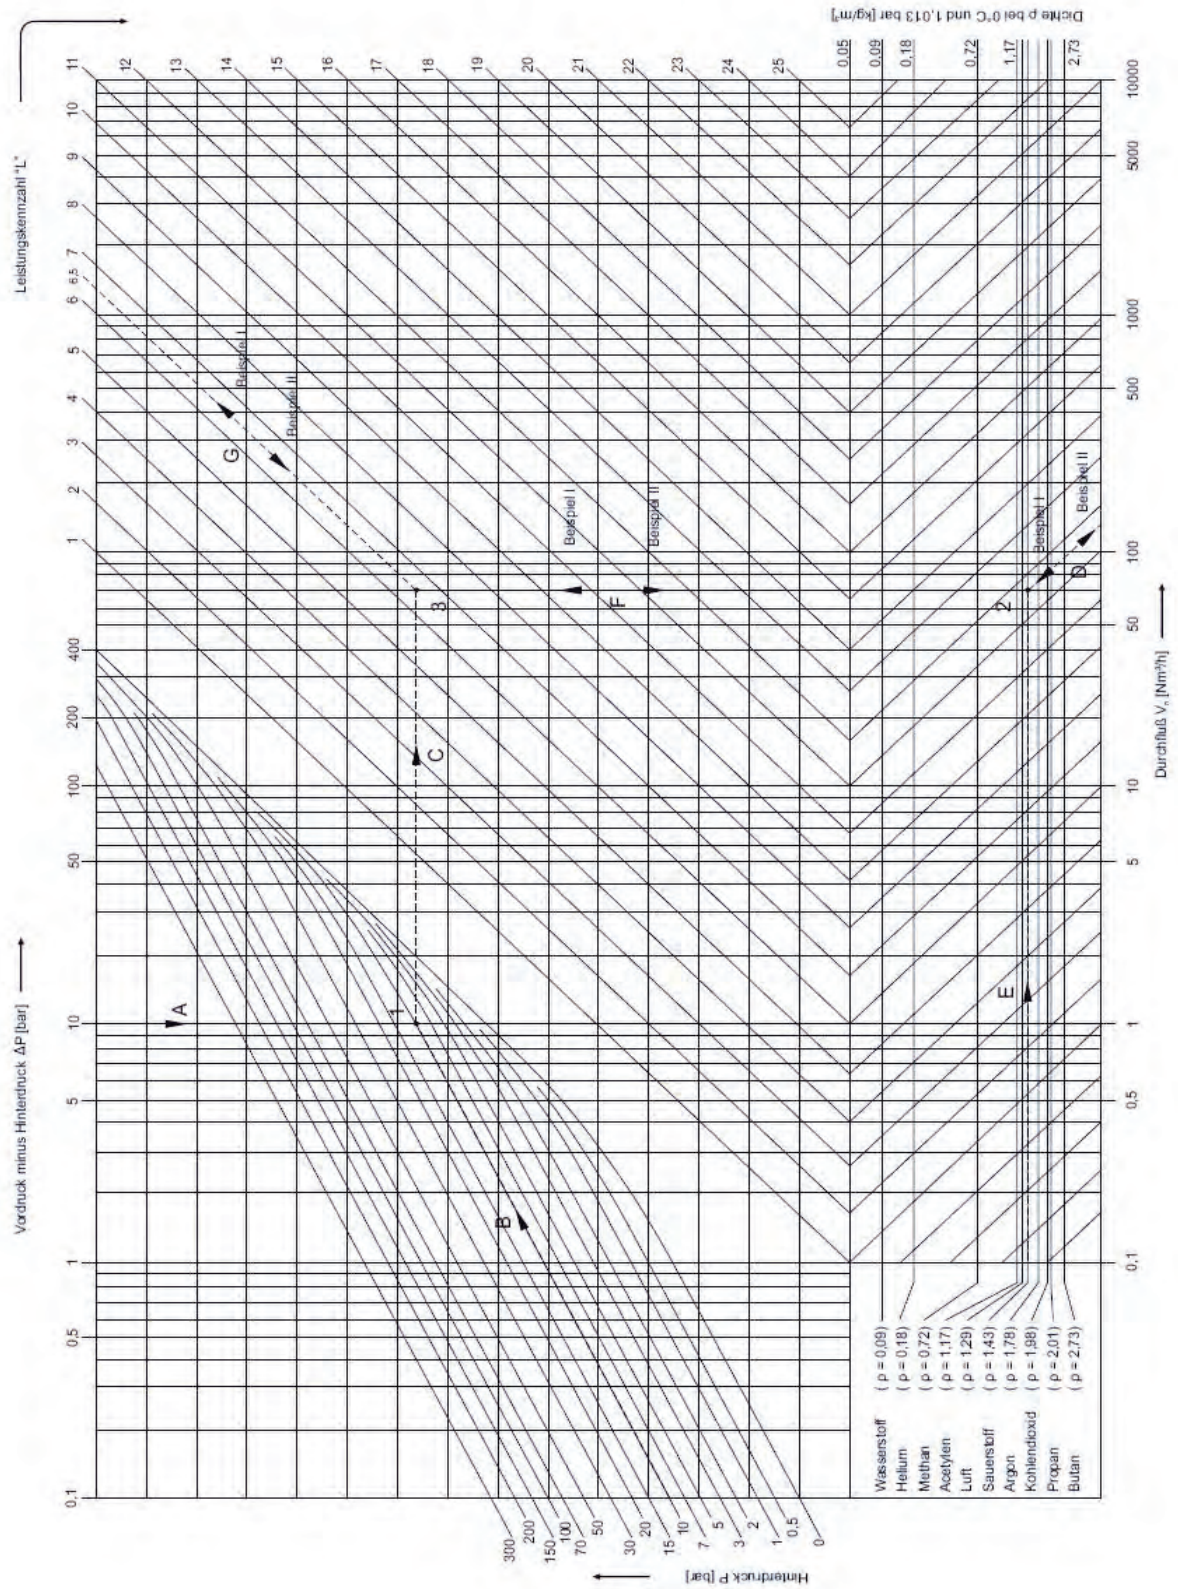 Vordruck minus Hinterdruck ΔP [bar]
Leistungskennzahl "L"
0,1
0,5
1
5
10
50
100
200
400
1
2
3
4
5
6
6,5
7
8
9
10
11
12
13
14
15
16
17
18
19
20
21
22
23
24
25
0,05
0,09
0,18
0,72
1,17
2,73
Dichte ρ bei 0°C und 1,013 bar [kg/m³]
A
B
C
D
E
F
G
1
2
3
Beispiel I
Beispiel II
Beispiel I
Beispiel II
Beispiel I
Beispiel II
Hinterdruck P [bar]
300
200
150
100
70
50
30
20
15
10
7
5
3
2
1
0,5
0
Wasserstoff ( ρ = 0,09)
Helium ( ρ = 0,18)
Methan ( ρ = 0,72)
Acetylen ( ρ = 1,17)
Luft ( ρ = 1,29)
Sauerstoff ( ρ = 1,43)
Argon ( ρ = 1,78)
Kohlendioxid ( ρ = 1,98)
Propan ( ρ = 2,01)
Butan ( ρ = 2,73)
0,1
0,5
1
5
10
50
100
500
1000
5000
10000
Durchfluß Vₙ [Nm³/h]